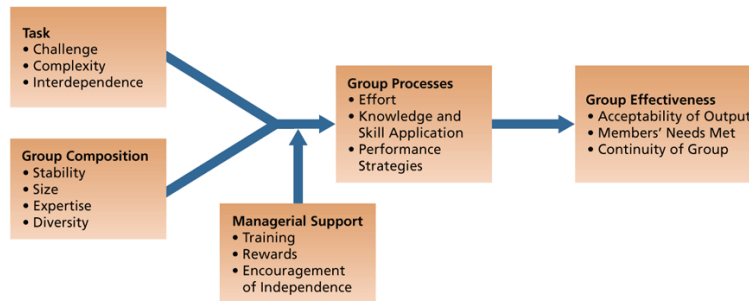 Task
• Challenge
• Complexity
• Interdependence
Group Composition
• Stability
• Size
• Expertise
• Diversity
Managerial Support
• Training
• Rewards
• Encouragement
of Independence
Group Processes
• Effort
• Knowledge and
Skill Application
• Performance
Strategies
Group Effectiveness
• Acceptability of Output
• Members’ Needs Met
• Continuity of Group